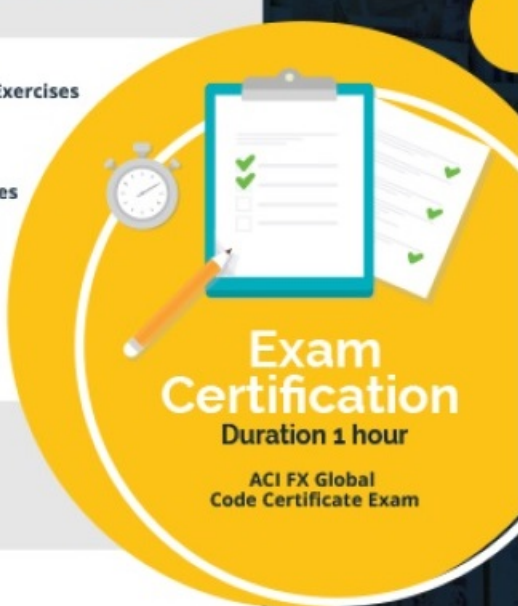 Exercises
es
Exam
Certification
Duration 1 hour
ACI FX Global
Code Certificate Exam